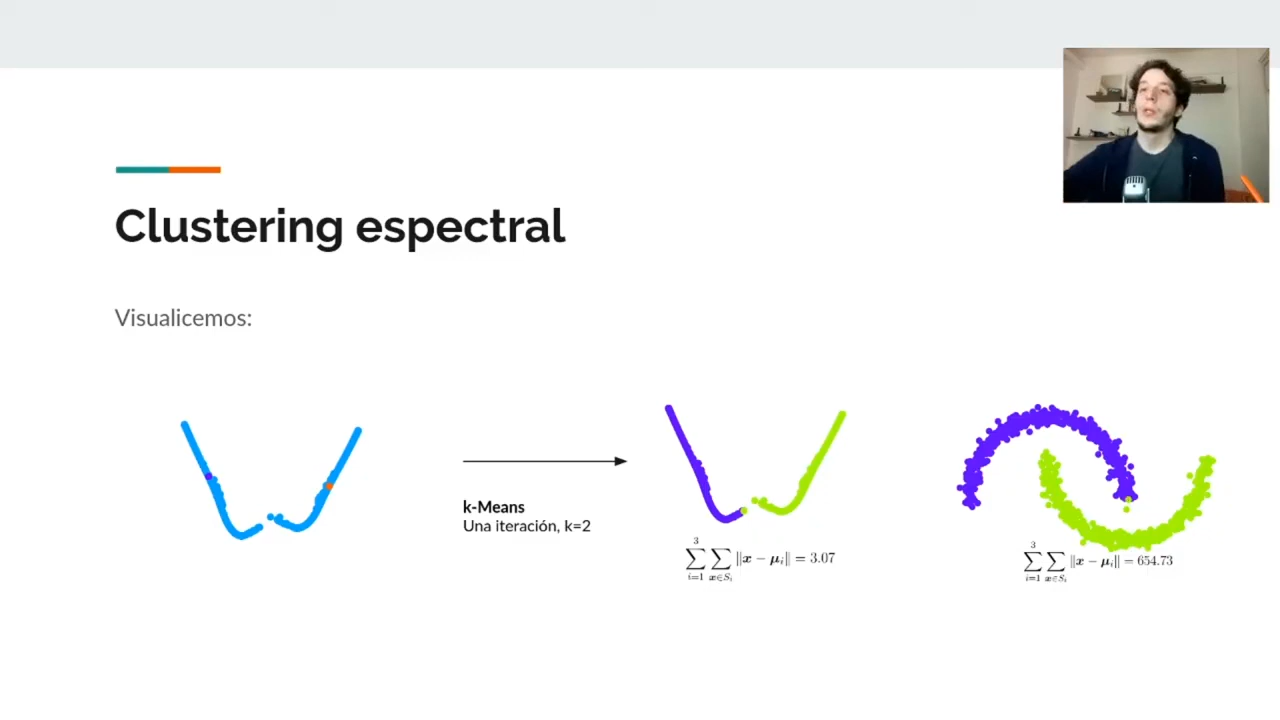 Clustering espectral
Visualicemos:
k-Means
Una iteración, k=2
3
∑ ∑ ‖x − μᵢ‖ = 3.07
i=1 x∈Sᵢ
3
∑ ∑ ‖x − μᵢ‖ = 654.73
i=1 x∈Sᵢ